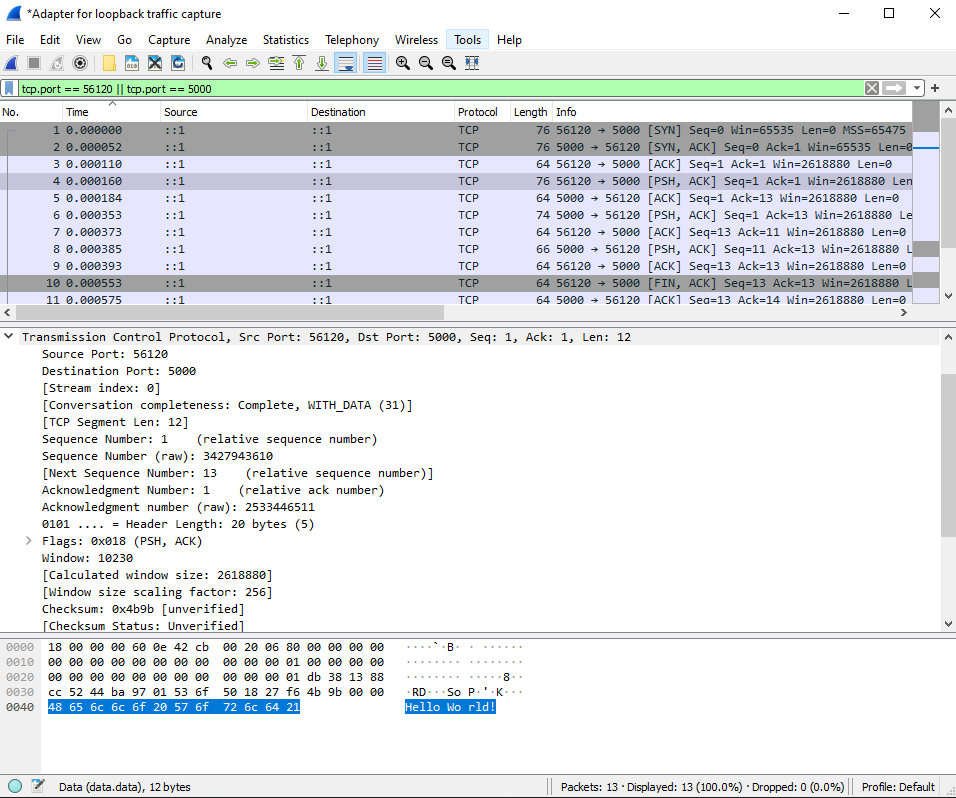 *Adapter for loopback traffic capture
File Edit View Go Capture Analyze Statistics Telephony Wireless Tools Help
tcp.port == 56120 || tcp.port == 5000
No. Time Source Destination Protocol Length Info
1 0.000000 ::1 ::1 TCP 76 56120 → 5000 [SYN] Seq=0 Win=65535 Len=0 MSS=65475
2 0.000052 ::1 ::1 TCP 76 5000 → 56120 [SYN, ACK] Seq=0 Ack=1 Win=65535 Len=0
3 0.000110 ::1 ::1 TCP 64 56120 → 5000 [ACK] Seq=1 Ack=1 Win=2618880 Len=0
4 0.000160 ::1 ::1 TCP 76 56120 → 5000 [PSH, ACK] Seq=1 Ack=1 Win=2618880 Len
5 0.000184 ::1 ::1 TCP 64 5000 → 56120 [ACK] Seq=1 Ack=13 Win=2618880 Len=0
6 0.000353 ::1 ::1 TCP 74 5000 → 56120 [PSH, ACK] Seq=1 Ack=13 Win=2618880 Le
7 0.000373 ::1 ::1 TCP 64 56120 → 5000 [ACK] Seq=13 Ack=11 Win=2618880 Len=0
8 0.000385 ::1 ::1 TCP 66 5000 → 56120 [PSH, ACK] Seq=11 Ack=13 Win=2618880 L
9 0.000393 ::1 ::1 TCP 64 56120 → 5000 [ACK] Seq=13 Ack=13 Win=2618880 Len=0
10 0.000553 ::1 ::1 TCP 64 56120 → 5000 [FIN, ACK] Seq=13 Ack=13 Win=2618880 L
11 0.000575 ::1 ::1 TCP 64 5000 → 56120 [ACK] Seq=13 Ack=14 Win=2618880 Len=0
Transmission Control Protocol, Src Port: 56120, Dst Port: 5000, Seq: 1, Ack: 1, Len: 12
Source Port: 56120
Destination Port: 5000
[Stream index: 0]
[Conversation completeness: Complete, WITH_DATA (31)]
[TCP Segment Len: 12]
Sequence Number: 1 (relative sequence number)
Sequence Number (raw): 3427943610
[Next Sequence Number: 13 (relative sequence number)]
Acknowledgment Number: 1 (relative ack number)
Acknowledgment number (raw): 2533446511
0101 .... = Header Length: 20 bytes (5)
Flags: 0x018 (PSH, ACK)
Window: 10230
[Calculated window size: 2618880]
[Window size scaling factor: 256]
Checksum: 0x4b9b [unverified]
[Checksum Status: Unverified]
0000 18 00 00 00 60 0e 42 cb 00 20 06 80 00 00 00 00 ····`·B· · ······
0010 00 00 00 00 00 00 00 00 00 00 00 01 00 00 00 00 ········ ········
0020 00 00 00 00 00 00 00 00 00 00 00 01 db 38 13 88 ········ ·····8··
0030 cc 52 44 ba 97 01 53 6f 50 18 27 f6 4b 9b 00 00 ·RD···So P·'·K···
0040 48 65 6c 6c 6f 20 57 6f 72 6c 64 21 Hello Wo rld!
Data (data.data), 12 bytes Packets: 13 · Displayed: 13 (100.0%) · Dropped: 0 (0.0%) Profile: Default